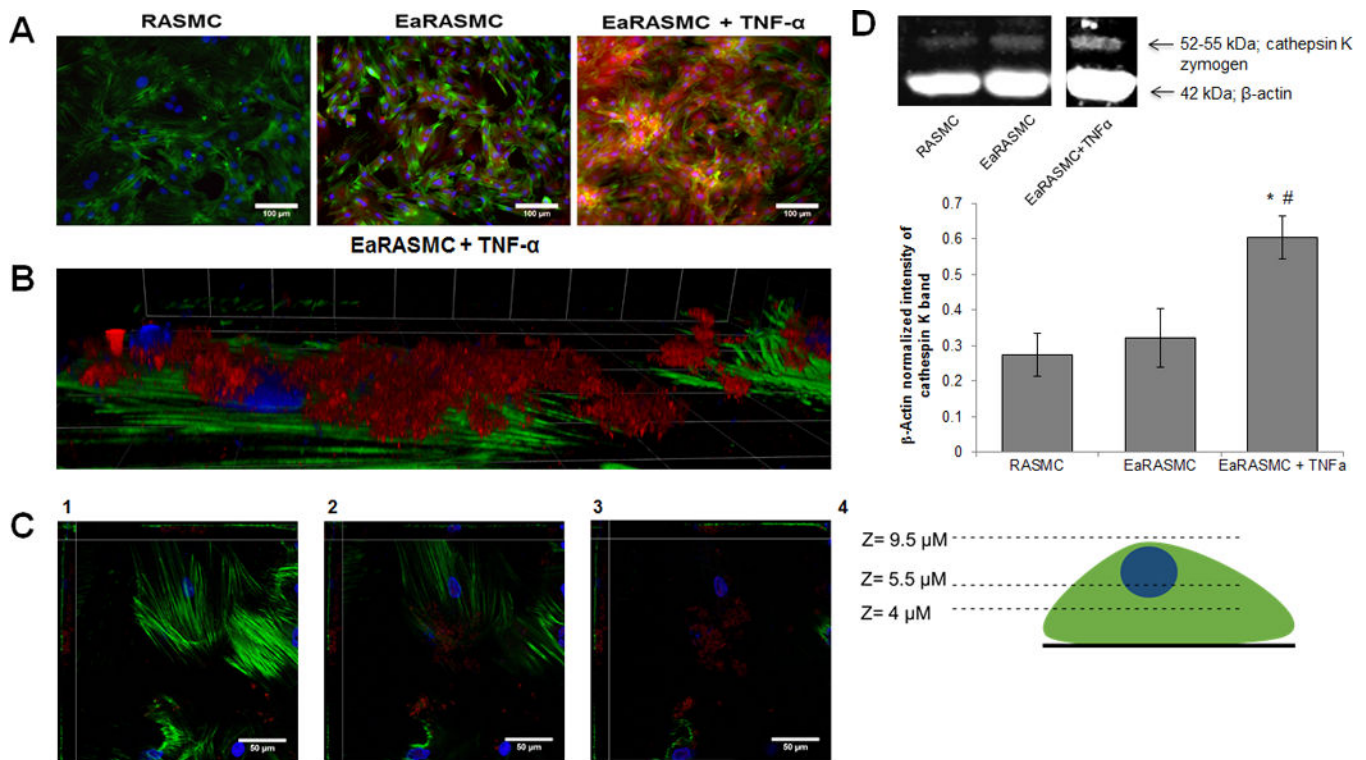 A
RASMC
EaRASMC
EaRASMC + TNF-α
100 µm
100 µm
100 µm
EaRASMC + TNF-α
B
C
1
2
3
4
50 µm
50 µm
50 µm
D
52-55 kDa; cathepsin K
zymogen
42 kDa; β-actin
RASMC
EaRASMC
EaRASMC+TNFα
β-Actin normalized intensity of
cathespin K band
0.7
0.6
0.5
0.4
0.3
0.2
0.1
0
* #
RASMC
EaRASMC
EaRASMC + TNFa
Z= 9.5 µM
Z= 5.5 µM
Z= 4 µM